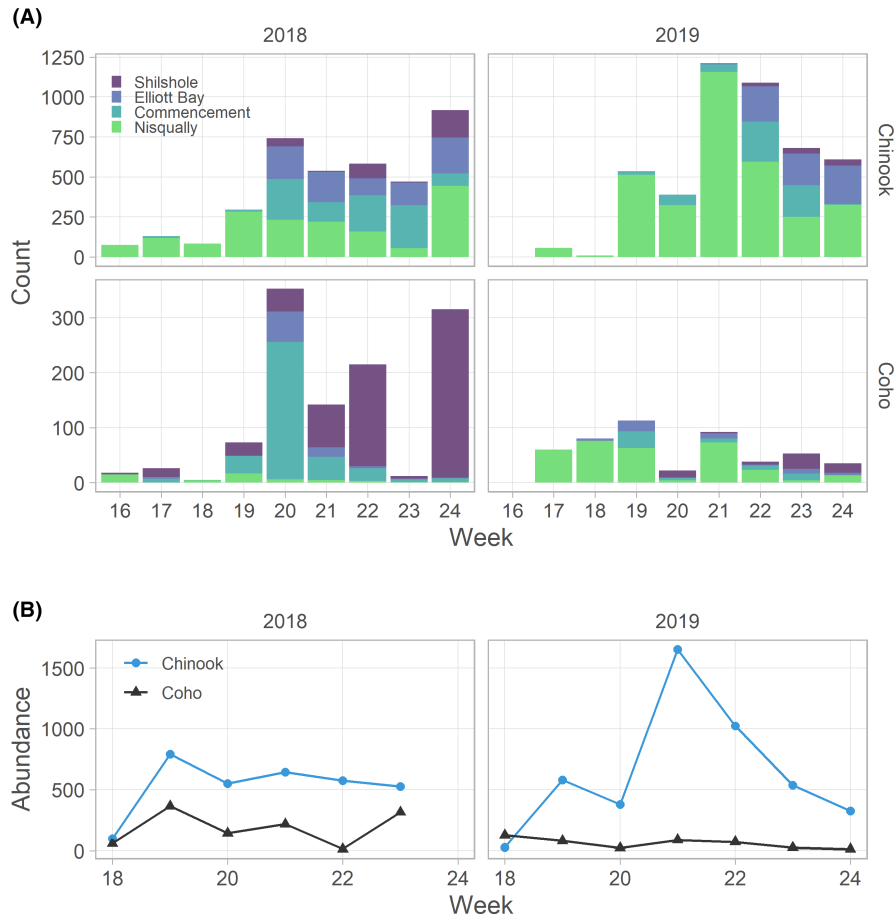 (A)
2018 2019
1250
1000
750
500
250
0
Shilshole
Elliott Bay
Commencement
Nisqually
Chinook
Count
300
200
100
0
Coho
16 17 18 19 20 21 22 23 24 16 17 18 19 20 21 22 23 24
Week
(B)
2018 2019
1500
1000
500
0
Chinook
Coho
Abundance
18 20 22 24 18 20 22 24
Week